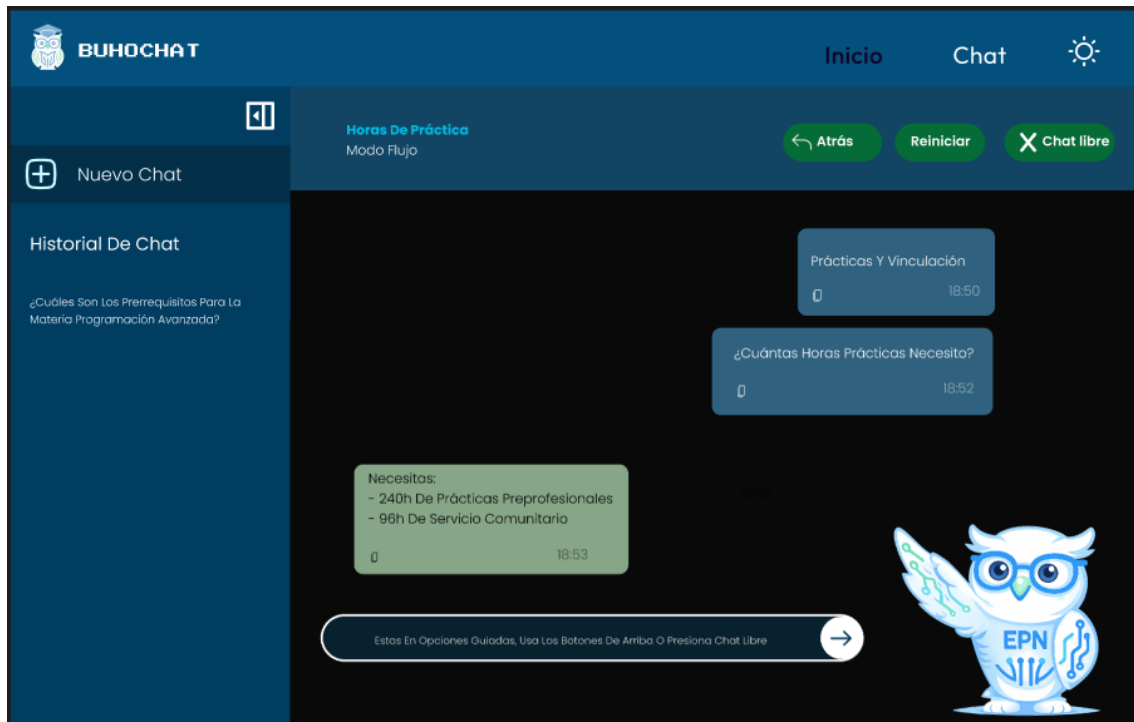 BUHOCHAT
Inicio
Chat
Horas De Práctica
Modo Flujo
Atrás
Reiniciar
Chat libre
Nuevo Chat
Historial De Chat
¿Cuáles Son Los Prerrequisitos Para La
Materia Programación Avanzada?
Prácticas Y Vinculación
18:50
¿Cuántas Horas Prácticas Necesito?
18:52
Necesitas:
- 240h De Prácticas Preprofesionales
- 96h De Servicio Comunitario
18:53
Estas En Opciones Guiadas, Usa Los Botones De Arriba O Presiona Chat Libre
EPN